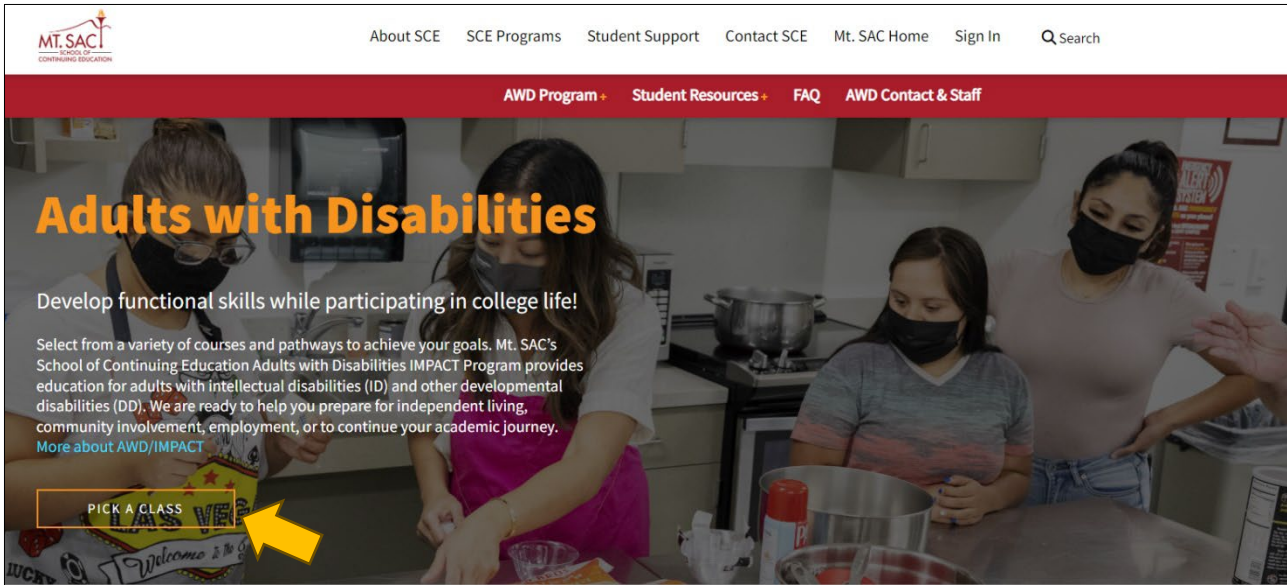 MT. SAC
SCHOOL OF
CONTINUING EDUCATION
About SCE SCE Programs Student Support Contact SCE Mt. SAC Home Sign In Search
AWD Program + Student Resources + FAQ AWD Contact & Staff
Adults with Disabilities
Develop functional skills while participating in college life!
Select from a variety of courses and pathways to achieve your goals. Mt. SAC's
School of Continuing Education Adults with Disabilities IMPACT Program provides
education for adults with intellectual disabilities (ID) and other developmental
disabilities (DD). We are ready to help you prepare for independent living,
community involvement, employment, or to continue your academic journey.
More about AWD/IMPACT
PICK A CLASS
LAS VEG
Welcome
LUCKY
ALERT
SYSTEM